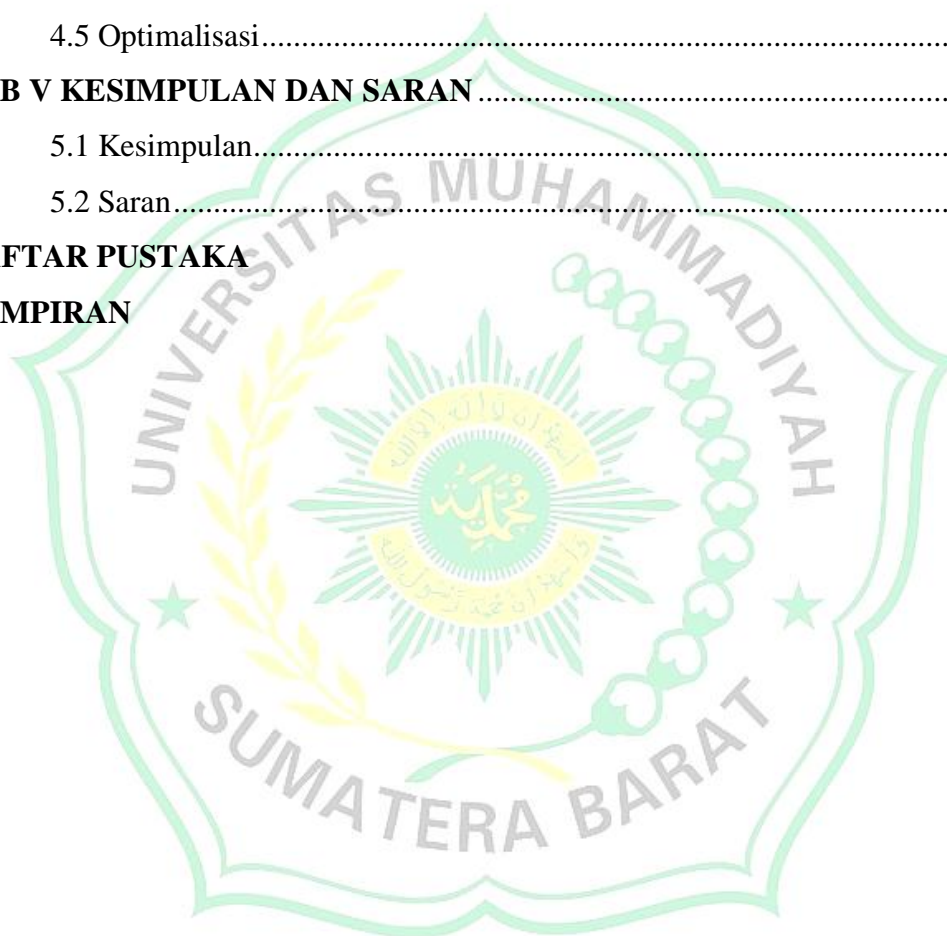 4.5 Optimalisasi........................................................................................
B V KESIMPULAN DAN SARAN........................................................
5.1 Kesimpulan.........................................................................................
5.2 Saran...................................................................................................
FTAR PUSTAKA
MPIRAN
UNIVERSITAS MUHAMMADIYAH
SUMATERA BARAT